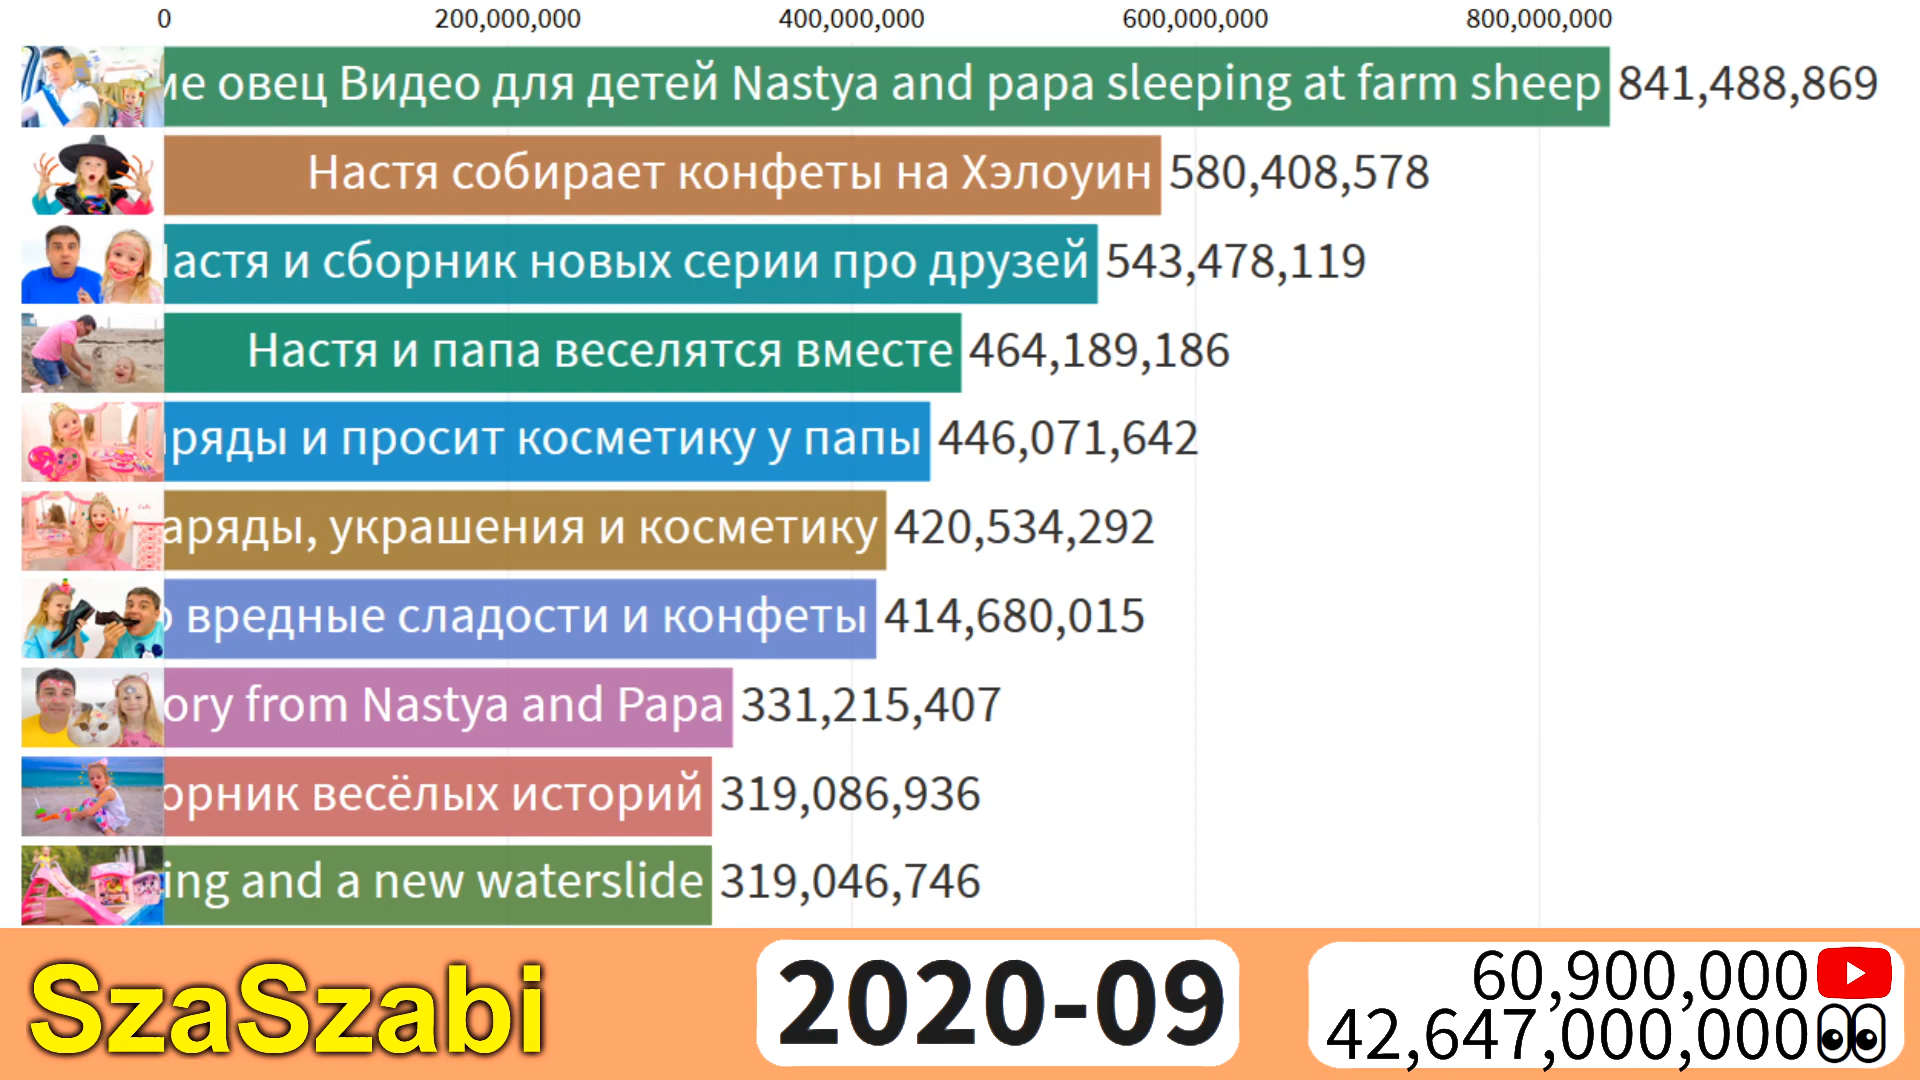 0 200,000,000 400,000,000 600,000,000 800,000,000
ме овец Видео для детей Nastya and papa sleeping at farm sheep 841,488,869
Настя собирает конфеты на Хэлоуин 580,408,578
Настя и сборник новых серии про друзей 543,478,119
Настя и папа веселятся вместе 464,189,186
ряды и просит косметику у папы 446,071,642
аряды, украшения и косметику 420,534,292
о вредные сладости и конфеты 414,680,015
ory from Nastya and Papa 331,215,407
орник весёлых историй 319,086,936
ing and a new waterslide 319,046,746
SzaSzabi
2020-09
60,900,000
42,647,000,000